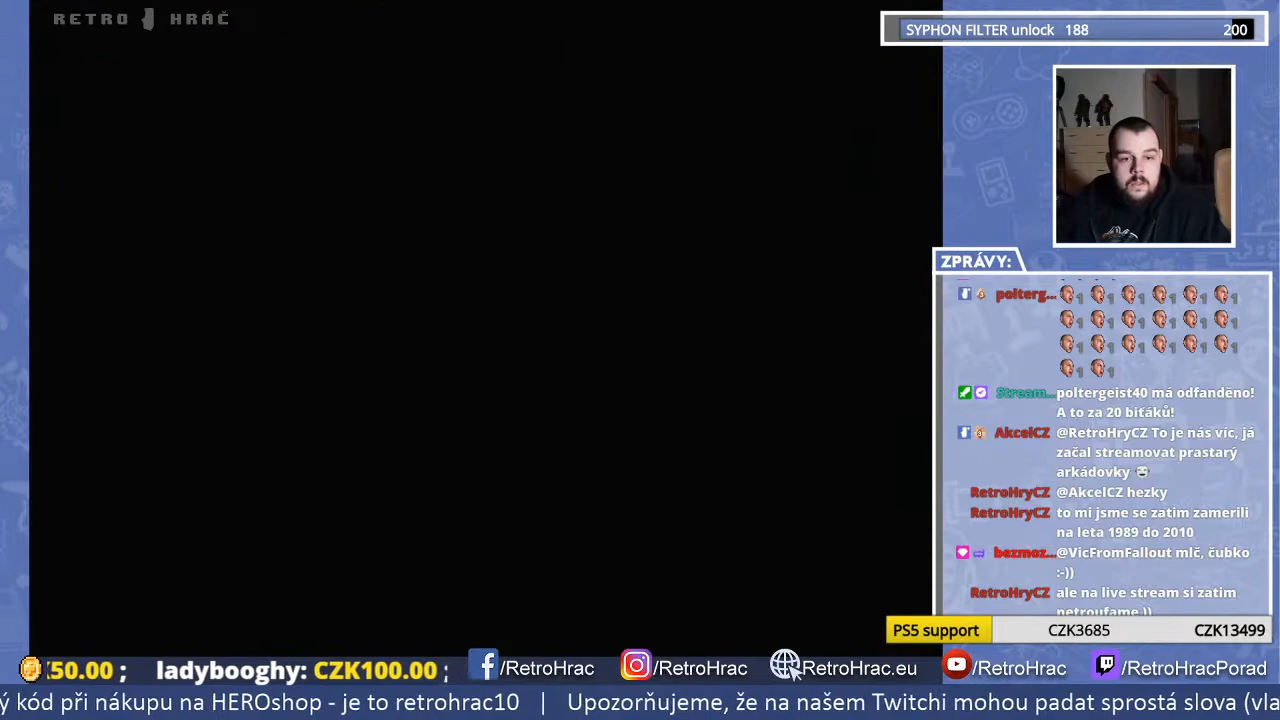 RETRO HRÁČ
SYPHON FILTER unlock 188 200
ZPRÁVY:
polterg...
Stream... poltergeist40 má odfanděno!
A to za 20 biťáků!
AkcelCZ @RetroHryCZ To je nás víc, já
začal streamovat prastarý
arkádovky
RetroHryCZ @AkcelCZ hezky
RetroHryCZ to mi jsme se zatim zamerili
na leta 1989 do 2010
bezmoz... @VicFromFallout mlč, čubko
:-))
RetroHryCZ ale na live stream si zatim
netroufame ))
PS5 support CZK3685 CZK13499
50.00 ; ladybooghy: CZK100.00 ;
/RetroHrac /RetroHrac RetroHrac.eu /RetroHrac /RetroHracPorad
ý kód při nákupu na HEROshop - je to retrohrac10 | Upozorňujeme, že na našem Twitchi mohou padat sprostá slova (vla